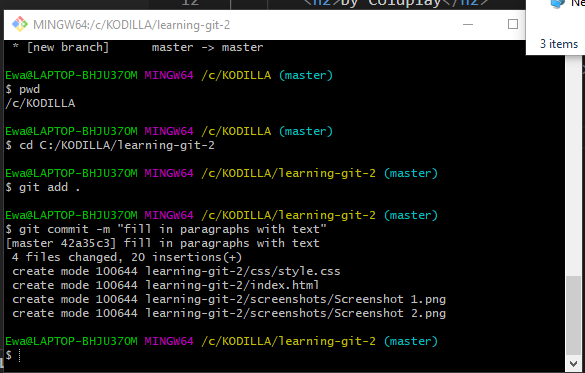 12 <h2>by Coldplay</h2>
MINGW64:/c/KODILLA/learning-git-2
3 items
* [new branch]      master -> master
Ewa@LAPTOP-BHJU37OM MINGW64 /c/KODILLA (master)
$ pwd
/c/KODILLA
Ewa@LAPTOP-BHJU37OM MINGW64 /c/KODILLA (master)
$ cd C:/KODILLA/learning-git-2
Ewa@LAPTOP-BHJU37OM MINGW64 /c/KODILLA/learning-git-2 (master)
$ git add .
Ewa@LAPTOP-BHJU37OM MINGW64 /c/KODILLA/learning-git-2 (master)
$ git commit -m "fill in paragraphs with text"
[master 42a35c3] fill in paragraphs with text
 4 files changed, 20 insertions(+)
 create mode 100644 learning-git-2/css/style.css
 create mode 100644 learning-git-2/index.html
 create mode 100644 learning-git-2/screenshots/Screenshot 1.png
 create mode 100644 learning-git-2/screenshots/Screenshot 2.png
Ewa@LAPTOP-BHJU37OM MINGW64 /c/KODILLA/learning-git-2 (master)
$